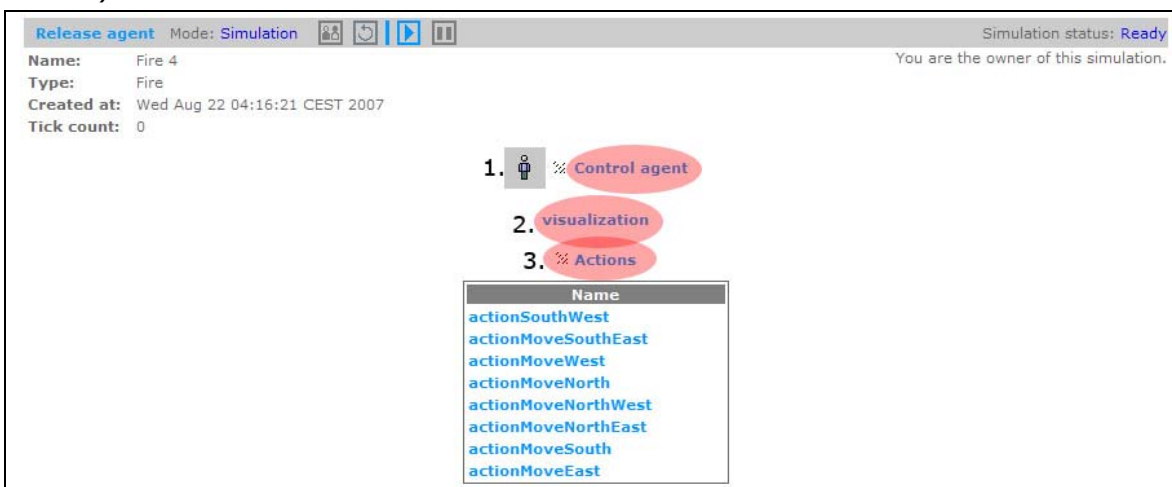 Release agent Mode: Simulation Simulation status: Ready
Name: Fire 4 You are the owner of this simulation.
Type: Fire
Created at: Wed Aug 22 04:16:21 CEST 2007
Tick count: 0
1. Control agent
2. visualization
3. Actions
Name
actionSouthWest
actionMoveSouthEast
actionMoveWest
actionMoveNorth
actionMoveNorthWest
actionMoveNorthEast
actionMoveSouth
actionMoveEast